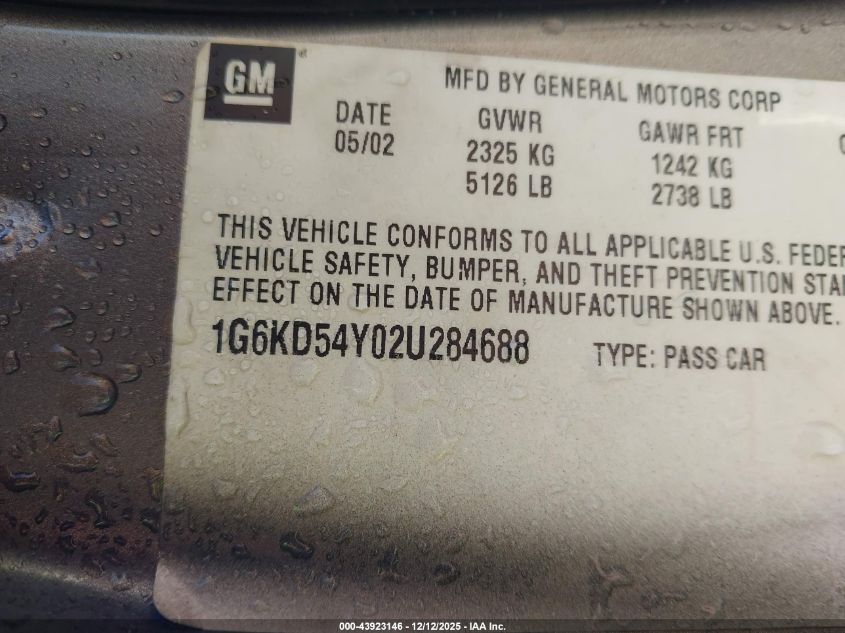 GM
MFD BY GENERAL MOTORS CORP
DATE GVWR GAWR FRT
05/02 2325 KG 1242 KG
5126 LB 2738 LB
THIS VEHICLE CONFORMS TO ALL APPLICABLE U.S. FEDER
VEHICLE SAFETY, BUMPER, AND THEFT PREVENTION STA
EFFECT ON THE DATE OF MANUFACTURE SHOWN ABOVE.
1G6KD54Y02U284688 TYPE: PASS CAR
000-43923146 - 12/12/2025 - IAA Inc.